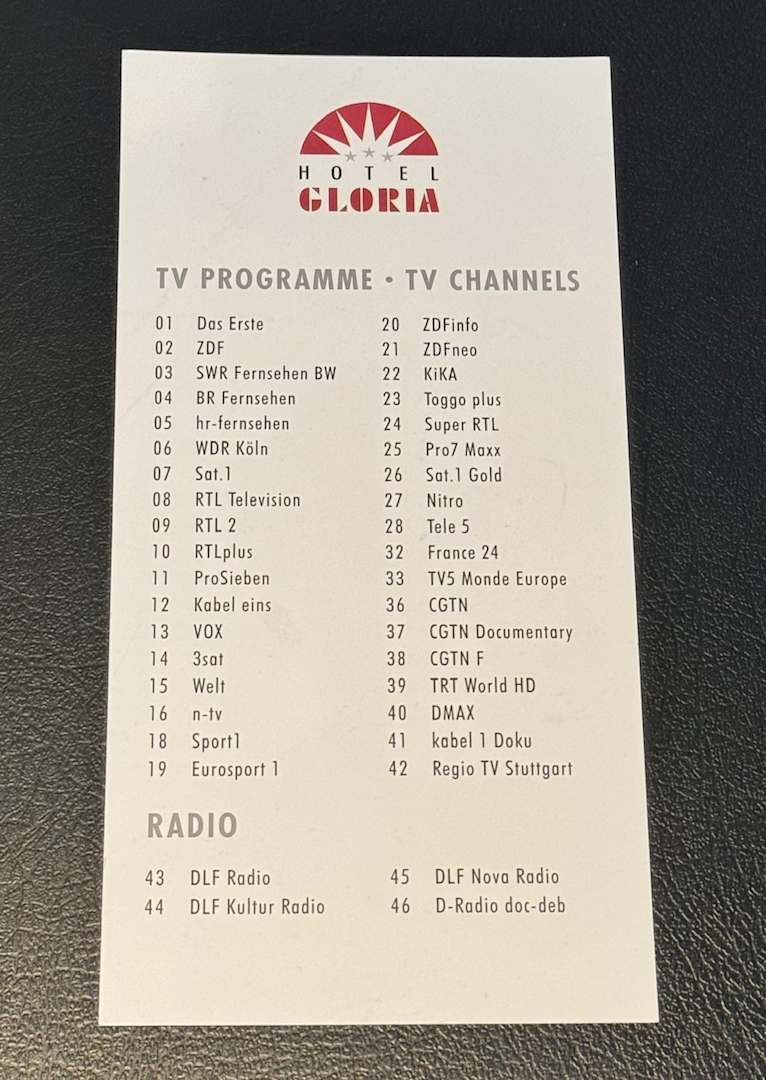 HOTEL
GLORIA
TV PROGRAMME • TV CHANNELS
01 Das Erste
02 ZDF
03 SWR Fernsehen BW
04 BR Fernsehen
05 hr-fernsehen
06 WDR Köln
07 Sat.1
08 RTL Television
09 RTL 2
10 RTLplus
11 ProSieben
12 Kabel eins
13 VOX
14 3sat
15 Welt
16 n-tv
18 Sport1
19 Eurosport 1
20 ZDFinfo
21 ZDFneo
22 KiKA
23 Toggo plus
24 Super RTL
25 Pro7 Maxx
26 Sat.1 Gold
27 Nitro
28 Tele 5
32 France 24
33 TV5 Monde Europe
36 CGTN
37 CGTN Documentary
38 CGTN F
39 TRT World HD
40 DMAX
41 kabel 1 Doku
42 Regio TV Stuttgart
RADIO
43 DLF Radio
44 DLF Kultur Radio
45 DLF Nova Radio
46 D-Radio doc-deb